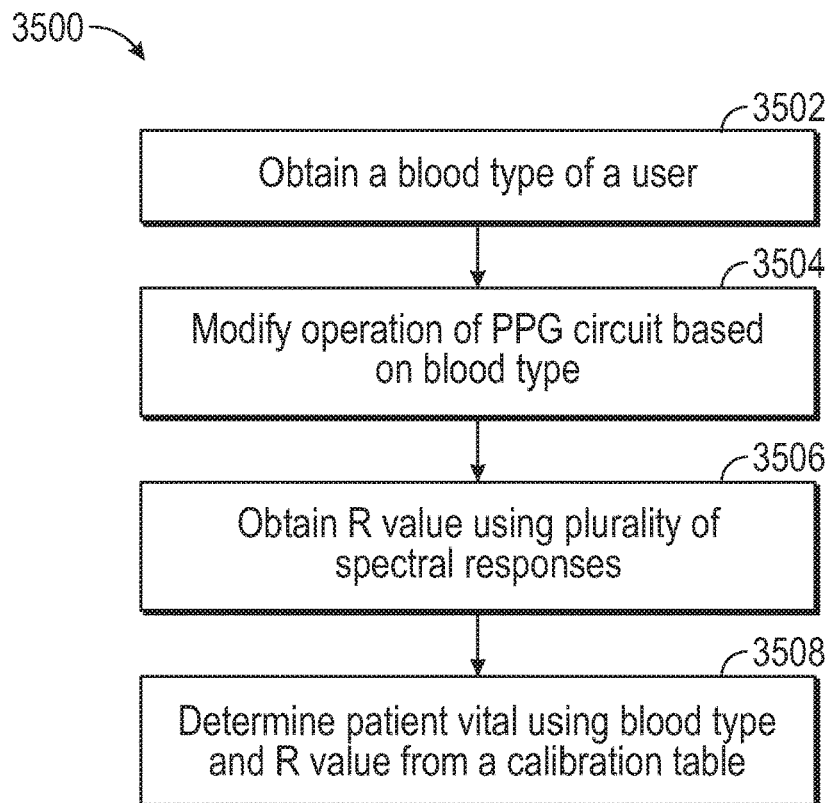 3500
3502
Obtain a blood type of a user
3504
Modify operation of PPG circuit based
on blood type
3506
Obtain R value using plurality of
spectral responses
3508
Determine patient vital using blood type
and R value from a calibration table